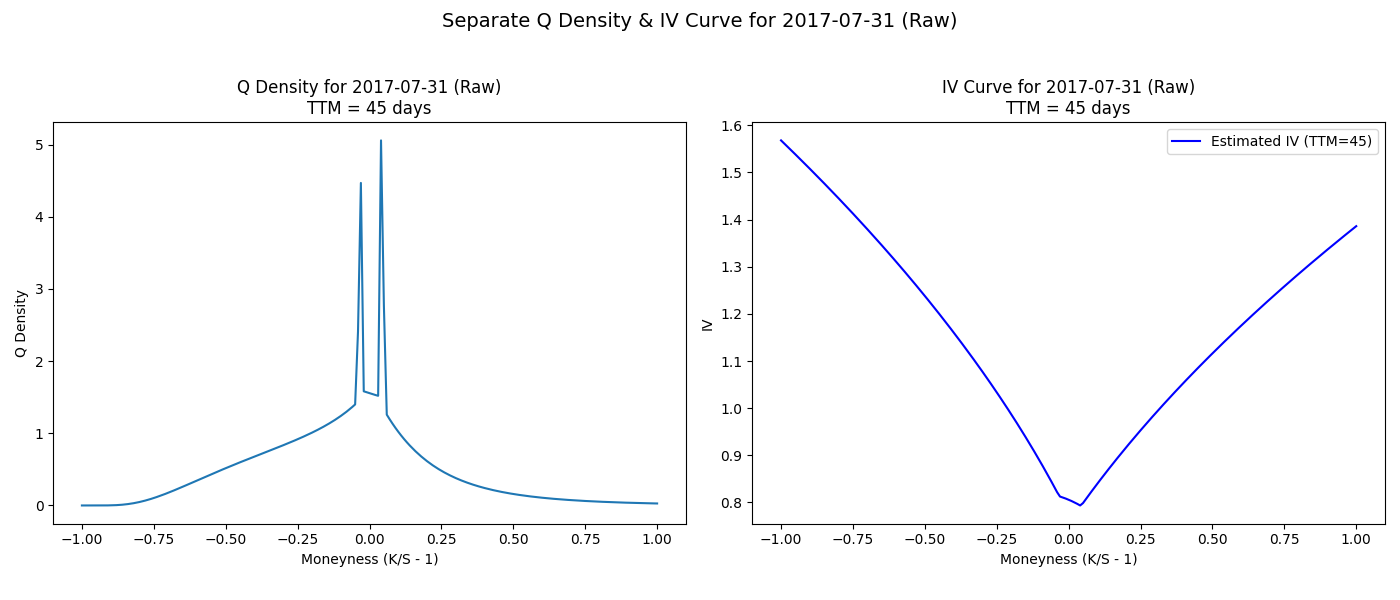 Separate Q Density & IV Curve for 2017-07-31 (Raw)
Q Density for 2017-07-31 (Raw)
TTM = 45 days
Q Density
5
4
3
2
1
0
−1.00 −0.75 −0.50 −0.25 0.00 0.25 0.50 0.75 1.00
Moneyness (K/S - 1)
IV Curve for 2017-07-31 (Raw)
TTM = 45 days
Estimated IV (TTM=45)
IV
1.6
1.5
1.4
1.3
1.2
1.1
1.0
0.9
0.8
−1.00 −0.75 −0.50 −0.25 0.00 0.25 0.50 0.75 1.00
Moneyness (K/S - 1)